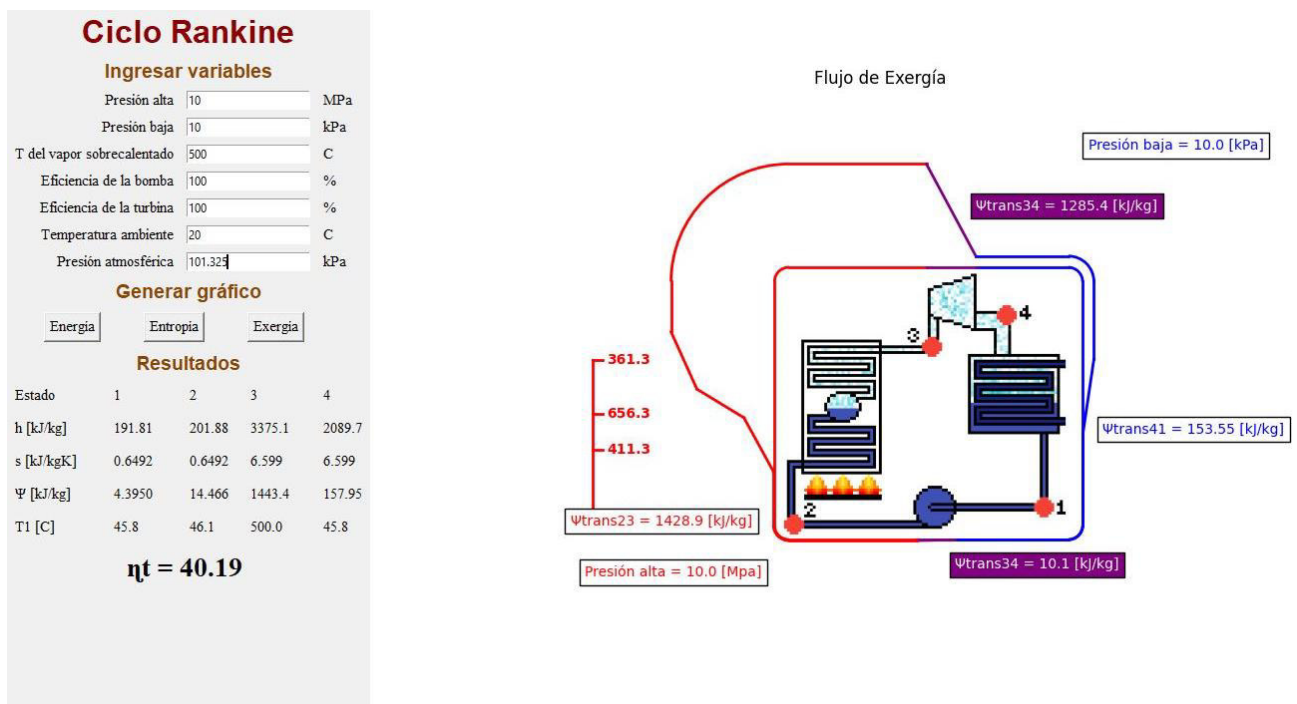 Ciclo Rankine
Ingresar variables
Presión alta 10 MPa
Presión baja 10 kPa
T del vapor sobrecalentado 500 C
Eficiencia de la bomba 100 %
Eficiencia de la turbina 100 %
Temperatura ambiente 20 C
Presión atmosférica 101.325 kPa
Generar gráfico
Energia Entropia Exergia
Resultados
Estado 1 2 3 4
h [kJ/kg] 191.81 201.88 3375.1 2089.7
s [kJ/kgK] 0.6492 0.6492 6.599 6.599
Ψ [kJ/kg] 4.3950 14.466 1443.4 157.95
T1 [C] 45.8 46.1 500.0 45.8
ηt = 40.19
Flujo de Exergía
Presión baja = 10.0 [kPa]
Ψtrans34 = 1285.4 [kJ/kg]
4
3
361.3
656.3
411.3
Ψtrans41 = 153.55 [kJ/kg]
2
1
Ψtrans23 = 1428.9 [kJ/kg]
Ψtrans34 = 10.1 [kJ/kg]
Presión alta = 10.0 [Mpa]